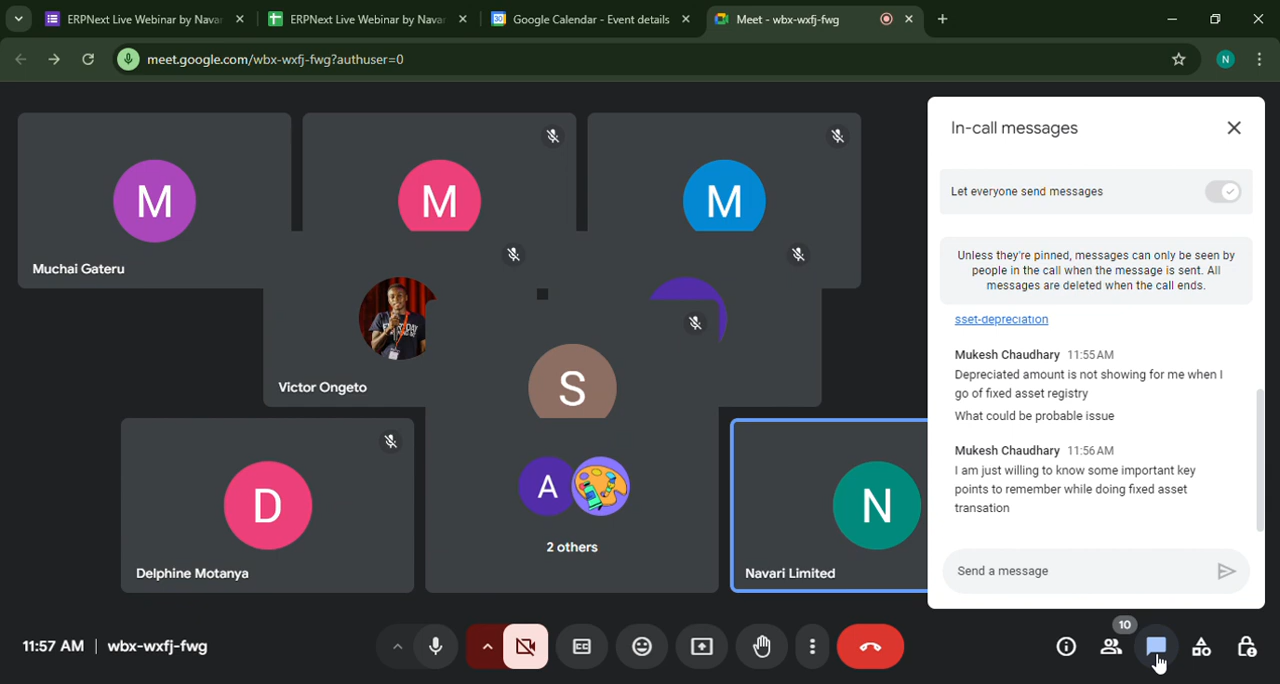 ERPNext Live Webinar by Nava
ERPNext Live Webinar by Nava
31
Google Calendar - Event details
Meet - wbx-wxfj-fwg
meet.google.com/wbx-wxfj-fwg?authuser=0
N
M
Muchai Gateru
M
M
Victor Ongeto
S
D
Delphine Motanya
A
2 others
N
Navari Limited
In-call messages
Let everyone send messages
Unless they're pinned, messages can only be seen by
people in the call when the message is sent. All
messages are deleted when the call ends.
sset-depreciation
Mukesh Chaudhary 11:55 AM
Depreciated amount is not showing for me when I
go of fixed asset registry
What could be probable issue
Mukesh Chaudhary 11:56 AM
I am just willing to know some important key
points to remember while doing fixed asset
transation
Send a message
11:57 AM | wbx-wxfj-fwg
CC
10